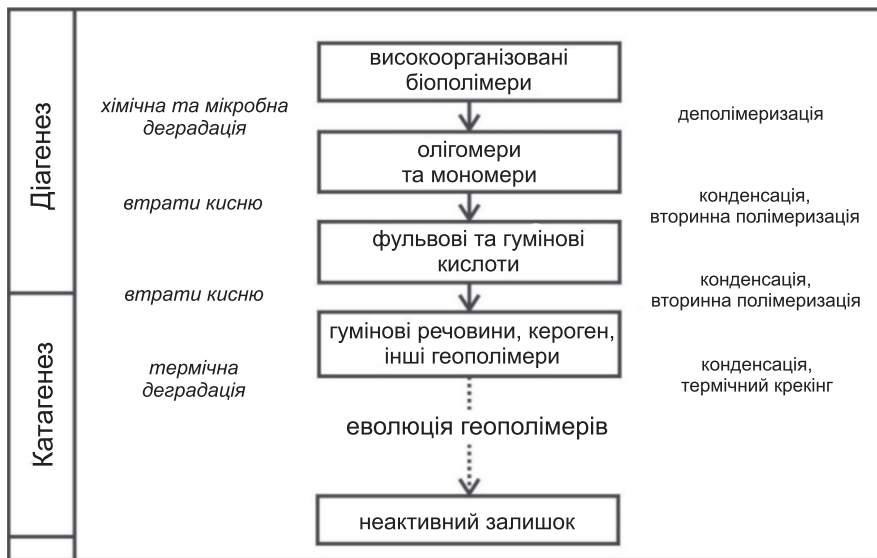 Діагенез
високоорганізовані
біополімери
хімічна та мікробна
деградація
деполімеризація
олігомери
та мономери
втрати кисню
конденсація,
вторинна полімеризація
фульвові та гумінові
кислоти
втрати кисню
конденсація,
вторинна полімеризація
Катагенез
гумінові речовини, кероген,
інші геополімери
термічна
деградація
конденсація,
термічний крекінг
еволюція геополімерів
неактивний залишок